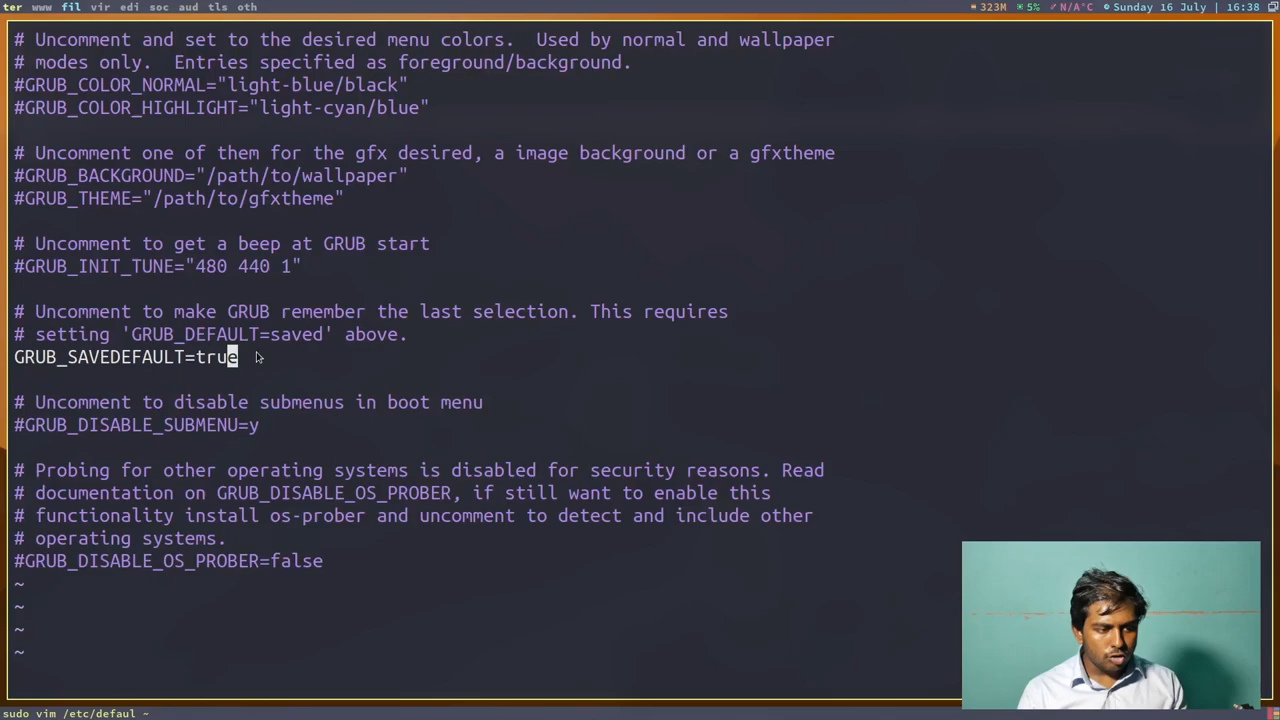 ter www fil vir edi soc aud tls oth
323M 5% N/A°C Sunday 16 July | 16:38
# Uncomment and set to the desired menu colors.  Used by normal and wallpaper
# modes only.  Entries specified as foreground/background.
#GRUB_COLOR_NORMAL="light-blue/black"
#GRUB_COLOR_HIGHLIGHT="light-cyan/blue"
# Uncomment one of them for the gfx desired, a image background or a gfxtheme
#GRUB_BACKGROUND="/path/to/wallpaper"
#GRUB_THEME="/path/to/gfxtheme"
# Uncomment to get a beep at GRUB start
#GRUB_INIT_TUNE="480 440 1"
# Uncomment to make GRUB remember the last selection. This requires
# setting 'GRUB_DEFAULT=saved' above.
GRUB_SAVEDEFAULT=true
# Uncomment to disable submenus in boot menu
#GRUB_DISABLE_SUBMENU=y
# Probing for other operating systems is disabled for security reasons. Read
# documentation on GRUB_DISABLE_OS_PROBER, if still want to enable this
# functionality install os-prober and uncomment to detect and include other
# operating systems.
#GRUB_DISABLE_OS_PROBER=false
~
~
~
~
sudo vim /etc/defaul ~